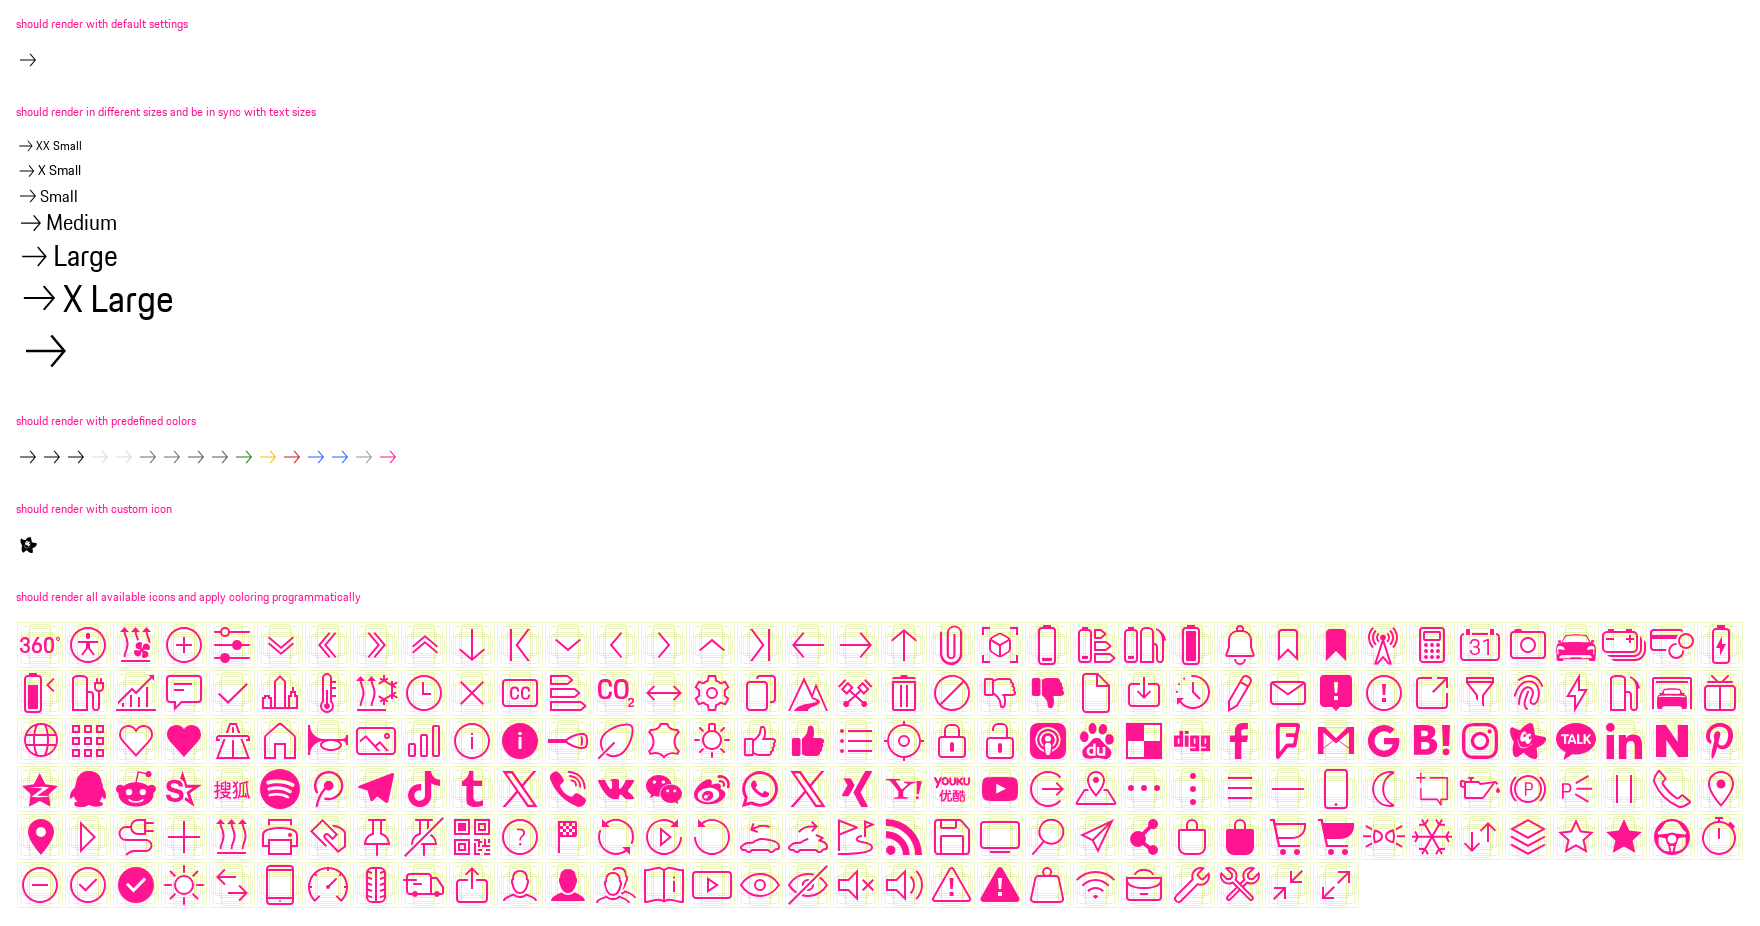 should render with default settings
should render in different sizes and be in sync with text sizes
XX Small
X Small
Small
Medium
Large
X Large
should render with predefined colors
should render with custom icon
should render all available icons and apply coloring programmatically
360°
31
CC
CO2
du
digg
B!
TALK
in
N
搜狐
Y!
YOUKU
优酷
P
P